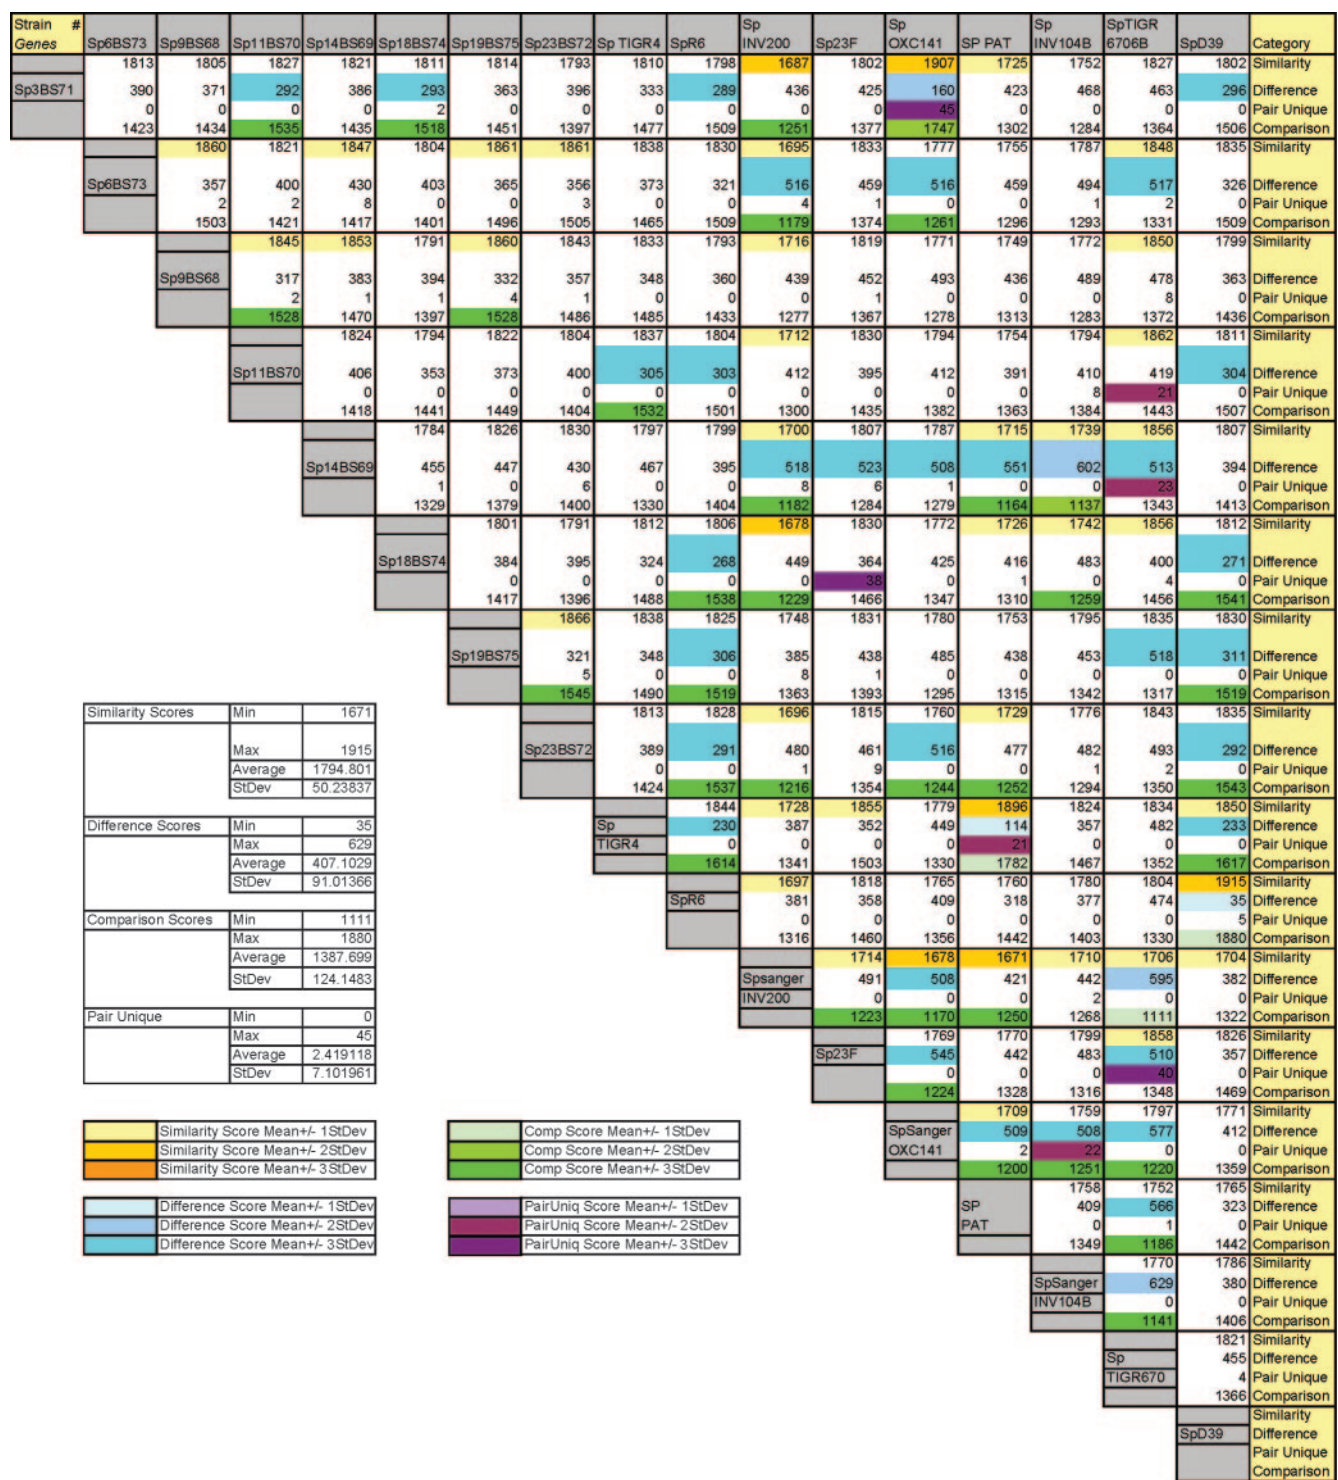 Strain #
Genes Sp6BS73 Sp9BS68 Sp11BS70 Sp14BS69 Sp18BS74 Sp19BS75 Sp23BS72 Sp TIGR4 SpR6 Sp INV200 Sp23F Sp OXC141 SP PAT Sp INV104B SpTIGR 6706B SpD39 Category
1813 1805 1827 1821 1811 1814 1793 1810 1798 1687 1802 1907 1725 1752 1827 1802 Similarity
Sp3BS71 390 371 292 386 293 363 396 333 289 436 425 160 423 468 463 296 Difference
0 0 0 0 2 0 0 0 0 0 0 45 0 0 0 0 Pair Unique
1423 1434 1535 1435 1518 1451 1397 1477 1509 1251 1377 1747 1302 1284 1364 1506 Comparison
1860 1821 1847 1804 1861 1861 1838 1830 1695 1833 1777 1755 1787 1848 1835 Similarity
Sp6BS73 357 400 430 403 365 356 373 321 516 459 516 459 494 517 326 Difference
2 2 8 0 0 3 0 0 4 1 0 0 1 2 0 Pair Unique
1503 1421 1417 1401 1496 1505 1465 1509 1179 1374 1261 1296 1293 1331 1509 Comparison
1845 1853 1791 1860 1843 1833 1793 1716 1819 1771 1749 1772 1850 1799 Similarity
Sp9BS68 317 383 394 332 357 348 360 439 452 493 436 489 478 363 Difference
2 1 1 4 1 0 0 0 1 0 0 0 8 0 Pair Unique
1528 1470 1397 1528 1486 1485 1433 1277 1367 1278 1313 1283 1372 1436 Comparison
1824 1794 1822 1804 1837 1804 1712 1830 1794 1754 1794 1862 1811 Similarity
Sp11BS70 406 353 373 400 305 303 412 395 412 391 410 419 304 Difference
0 0 0 0 0 0 0 0 0 0 8 21 0 Pair Unique
1418 1441 1449 1404 1532 1501 1300 1435 1382 1363 1384 1443 1507 Comparison
1784 1826 1830 1797 1799 1700 1807 1787 1715 1739 1856 1807 Similarity
Sp14BS69 455 447 430 467 395 518 523 508 551 602 513 394 Difference
1 0 6 0 0 8 6 1 0 0 23 0 Pair Unique
1329 1379 1400 1330 1404 1182 1284 1279 1164 1137 1343 1413 Comparison
1801 1791 1812 1806 1678 1830 1772 1726 1742 1856 1812 Similarity
Sp18BS74 384 395 324 268 449 364 425 416 483 400 271 Difference
0 0 0 0 0 38 0 1 0 4 0 Pair Unique
1417 1396 1488 1538 1229 1466 1347 1310 1259 1456 1541 Comparison
1866 1838 1825 1748 1831 1780 1753 1795 1835 1830 Similarity
Sp19BS75 321 348 306 385 438 485 438 453 518 311 Difference
5 0 0 8 1 0 0 0 0 0 Pair Unique
1545 1490 1519 1363 1393 1295 1315 1342 1317 1519 Comparison
1813 1828 1696 1815 1760 1729 1776 1843 1835 Similarity
Sp23BS72 389 291 480 461 516 477 482 493 292 Difference
0 0 1 9 0 0 1 2 0 Pair Unique
1424 1537 1216 1354 1244 1252 1294 1350 1543 Comparison
1844 1728 1855 1779 1896 1824 1834 1850 Similarity
Sp 230 387 352 449 114 357 482 233 Difference
TIGR4 0 0 0 0 21 0 0 0 Pair Unique
1614 1341 1503 1330 1782 1467 1352 1617 Comparison
1697 1818 1765 1760 1780 1804 1915 Similarity
SpR6 381 358 409 318 377 474 35 Difference
0 0 0 0 0 0 5 Pair Unique
1316 1460 1356 1442 1403 1330 1880 Comparison
1714 1678 1671 1710 1706 1704 Similarity
Spsanger 491 508 421 442 595 382 Difference
INV200 0 0 0 2 0 0 Pair Unique
1223 1170 1250 1268 1111 1322 Comparison
1769 1770 1799 1858 1826 Similarity
Sp23F 545 442 483 510 357 Difference
0 0 0 40 0 Pair Unique
1224 1328 1316 1348 1469 Comparison
1709 1759 1797 1771 Similarity
SpSanger 509 508 577 412 Difference
OXC141 2 22 0 0 Pair Unique
1200 1251 1220 1359 Comparison
1758 1752 1765 Similarity
SP 409 566 323 Difference
PAT 0 1 0 Pair Unique
1349 1186 1442 Comparison
1770 1786 Similarity
SpSanger 629 380 Difference
INV104B 0 0 Pair Unique
1141 1406 Comparison
1821 Similarity
Sp 455 Difference
TIGR670 4 Pair Unique
1366 Comparison
Similarity
SpD39 Difference
Pair Unique
Comparison
Similarity Scores Min 1671
Max 1915
Average 1794.801
StDev 50.23837
Difference Scores Min 35
Max 629
Average 407.1029
StDev 91.01366
Comparison Scores Min 1111
Max 1880
Average 1387.699
StDev 124.1483
Pair Unique Min 0
Max 45
Average 2.419118
StDev 7.101961
Similarity Score Mean+/- 1StDev
Similarity Score Mean+/- 2StDev
Similarity Score Mean+/- 3StDev
Comp Score Mean+/- 1StDev
Comp Score Mean+/- 2StDev
Comp Score Mean+/- 3StDev
Difference Score Mean+/- 1StDev
Difference Score Mean+/- 2StDev
Difference Score Mean+/- 3StDev
PairUniq Score Mean+/- 1StDev
PairUniq Score Mean+/- 2StDev
PairUniq Score Mean+/- 3StDev